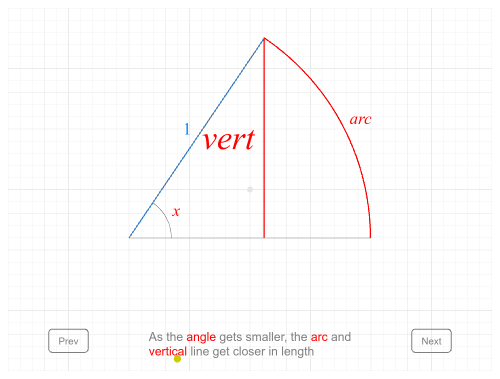 1
vert
arc
x
Prev
As the angle gets smaller, the arc and
vertical line get closer in length
Next